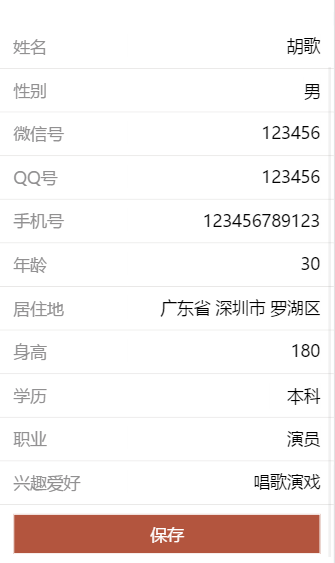 姓名 胡歌
性别 男
微信号 123456
QQ号 123456
手机号 123456789123
年龄 30
居住地 广东省 深圳市 罗湖区
身高 180
学历 本科
职业 演员
兴趣爱好 唱歌演戏
保存